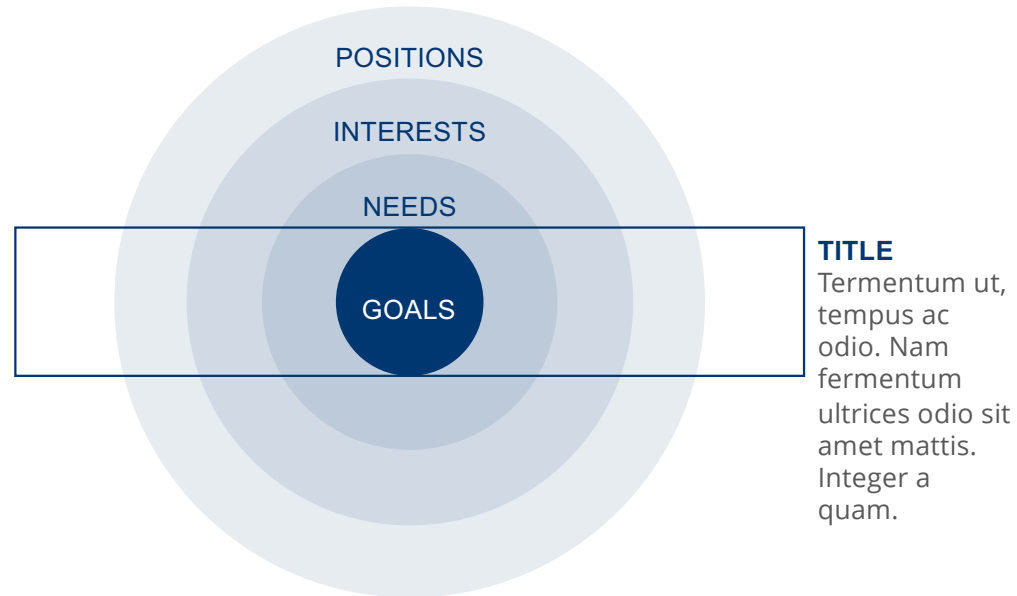 POSITIONS
INTERESTS
NEEDS
GOALS
TITLE
Termentum ut,
tempus ac
odio. Nam
fermentum
ultrices odio sit
amet mattis.
Integer a
quam.